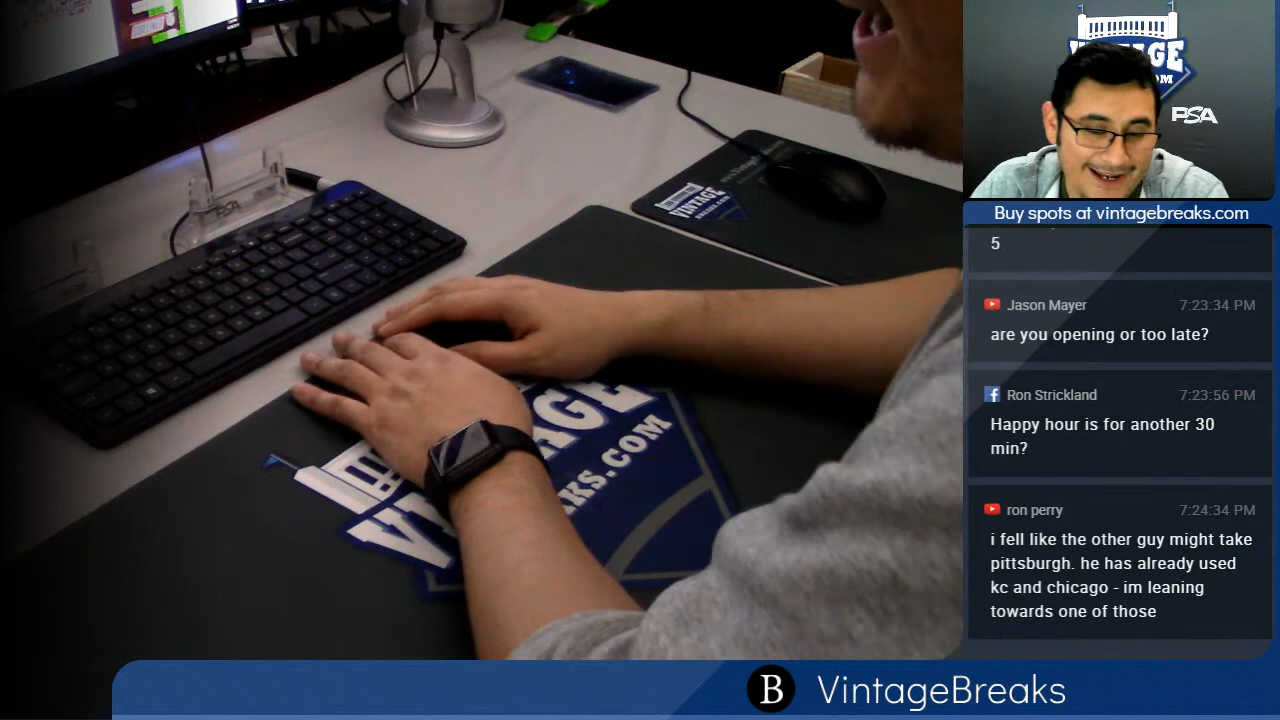 VINTAGE
.COM
PSA
Buy spots at vintagebreaks.com
5
Jason Mayer 7:23:34 PM
are you opening or too late?
Ron Strickland 7:23:56 PM
Happy hour is for another 30
min?
ron perry 7:24:34 PM
i fell like the other guy might take
pittsburgh. he has already used
kc and chicago - im leaning
towards one of those
VINTAGE
AGE
V
AKS.COM
B VintageBreaks